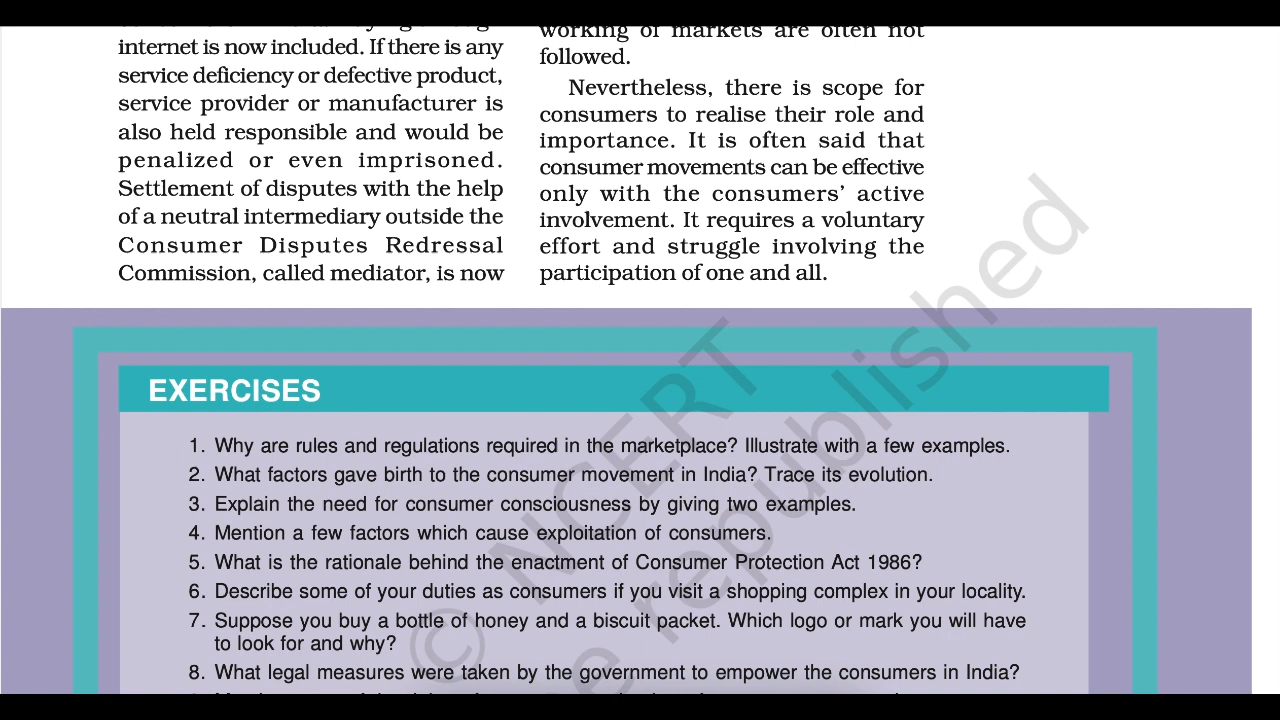 internet is now included. If there is any
service deficiency or defective product,
service provider or manufacturer is
also held responsible and would be
penalized or even imprisoned.
Settlement of disputes with the help
of a neutral intermediary outside the
Consumer Disputes Redressal
Commission, called mediator, is now
working of markets are often not
followed.
Nevertheless, there is scope for
consumers to realise their role and
importance. It is often said that
consumer movements can be effective
only with the consumers’ active
involvement. It requires a voluntary
effort and struggle involving the
participation of one and all.
EXERCISES
1. Why are rules and regulations required in the marketplace? Illustrate with a few examples.
2. What factors gave birth to the consumer movement in India? Trace its evolution.
3. Explain the need for consumer consciousness by giving two examples.
4. Mention a few factors which cause exploitation of consumers.
5. What is the rationale behind the enactment of Consumer Protection Act 1986?
6. Describe some of your duties as consumers if you visit a shopping complex in your locality.
7. Suppose you buy a bottle of honey and a biscuit packet. Which logo or mark you will have
to look for and why?
8. What legal measures were taken by the government to empower the consumers in India?
© NCERT
e republished